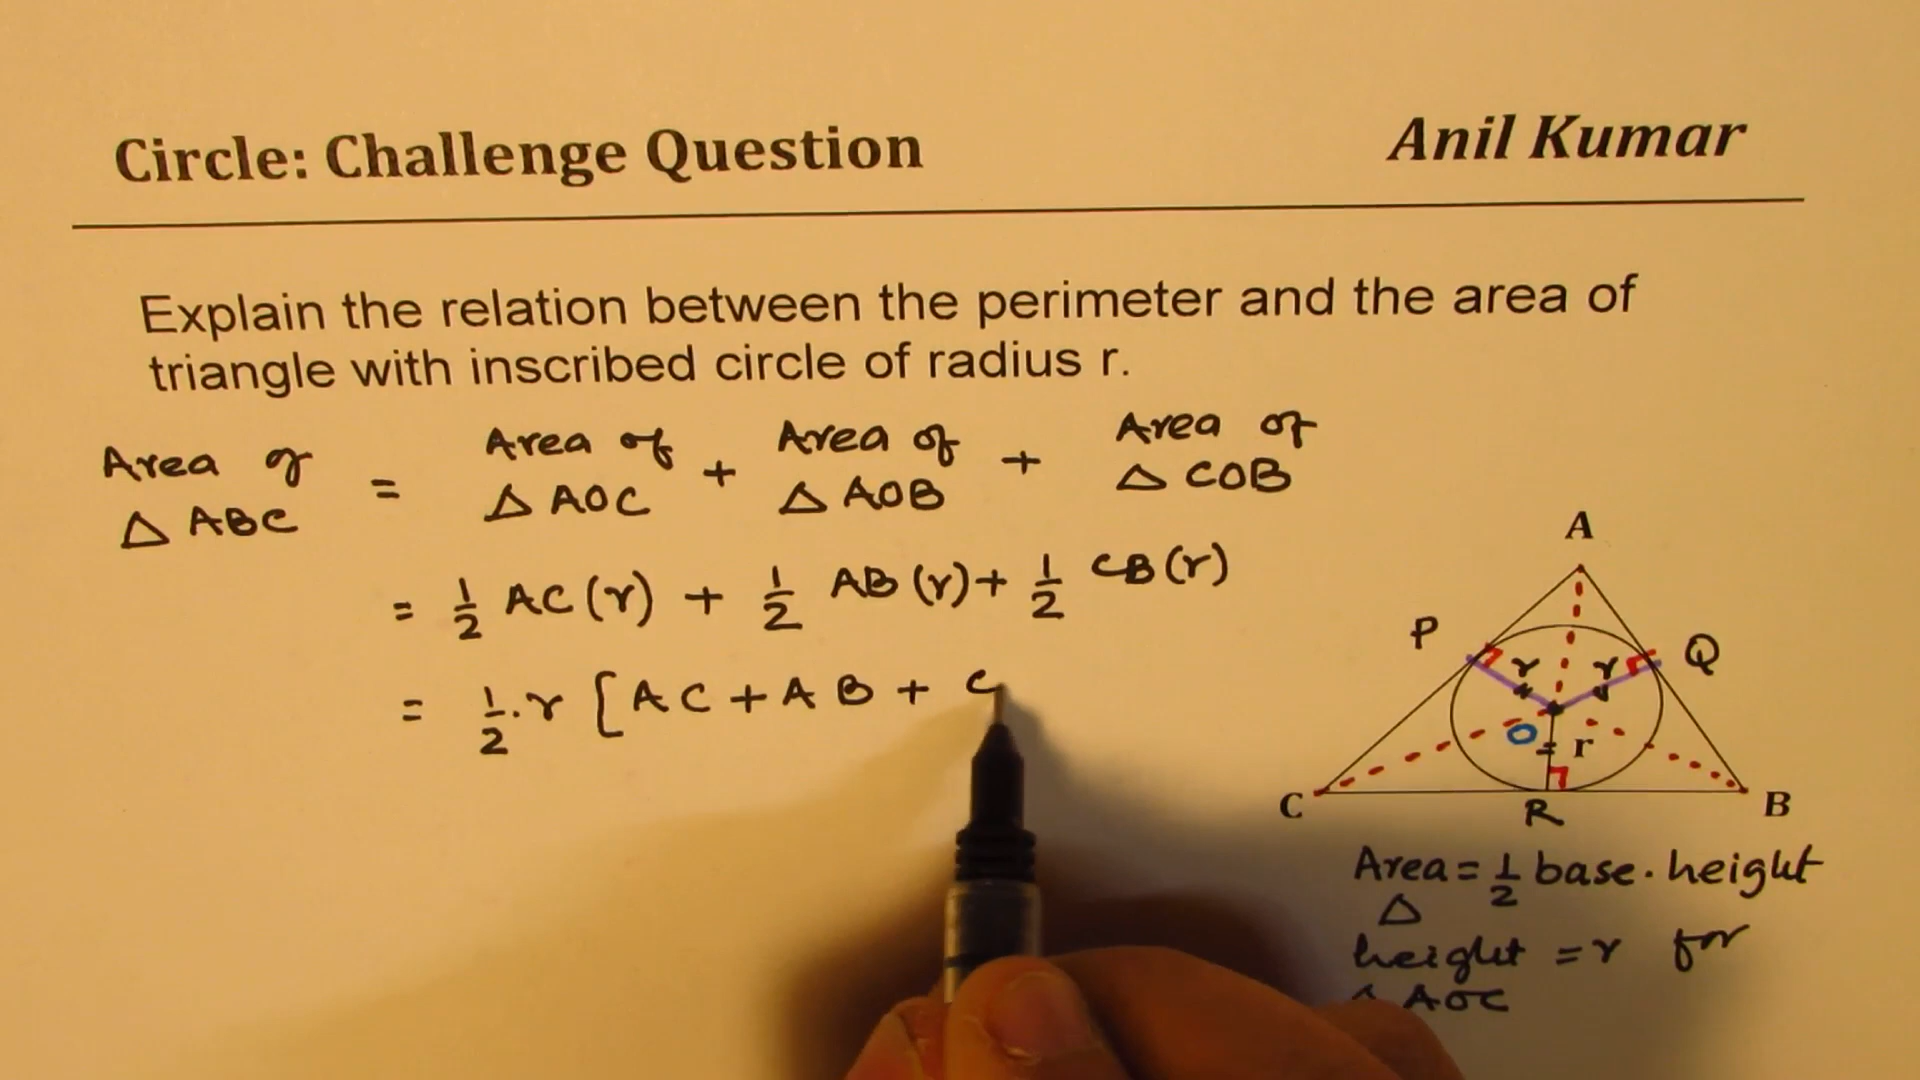 Circle: Challenge Question
Anil Kumar
Explain the relation between the perimeter and the area of
triangle with inscribed circle of radius r.
Area of Δ ABC = Area of Δ AOC + Area of Δ AOB + Area of Δ COB
= 1/2 AC(r) + 1/2 AB(r) + 1/2 CB(r)
= 1/2 . r [AC + AB + C
A
P
Q
r r
O
r
C
R
B
Area Δ = 1/2 base . height
height = r for
Δ AOC